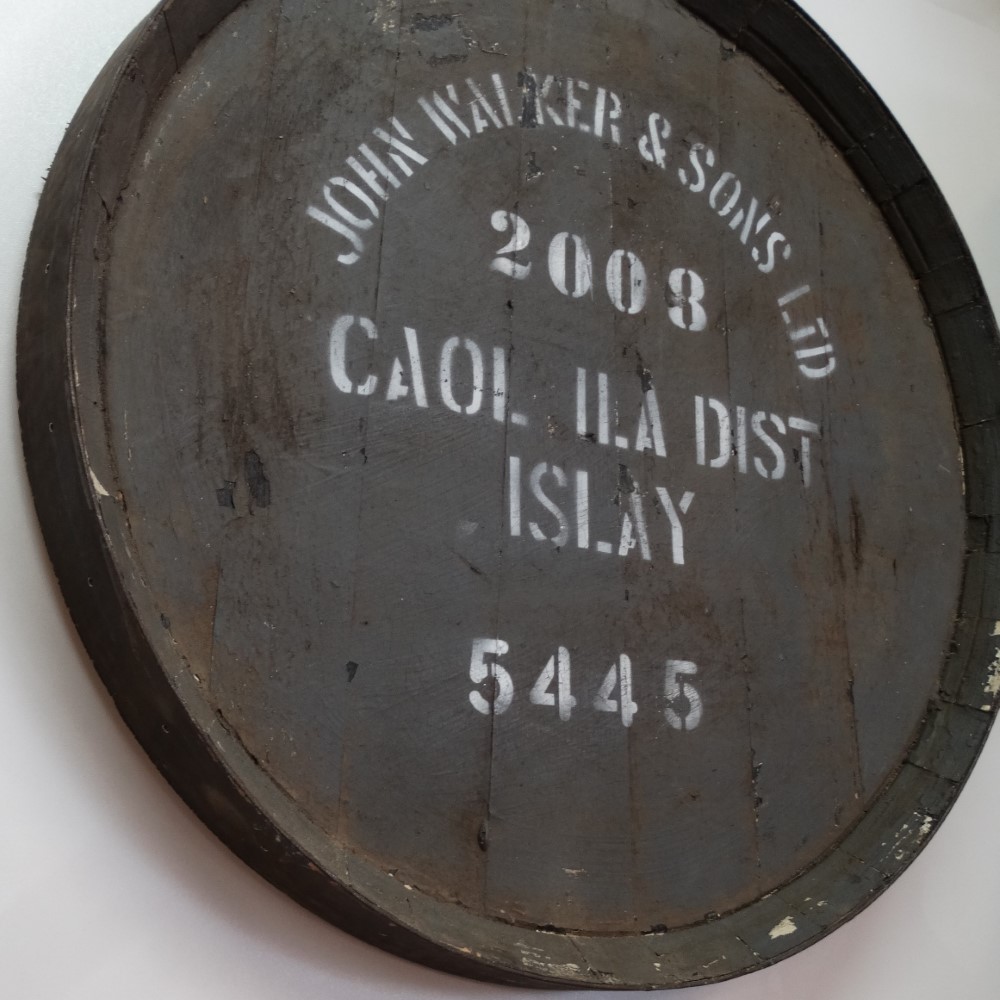 JOHN WALKER & SONS LTD
2008
CAOL ILA DIST
ISLAY
5445